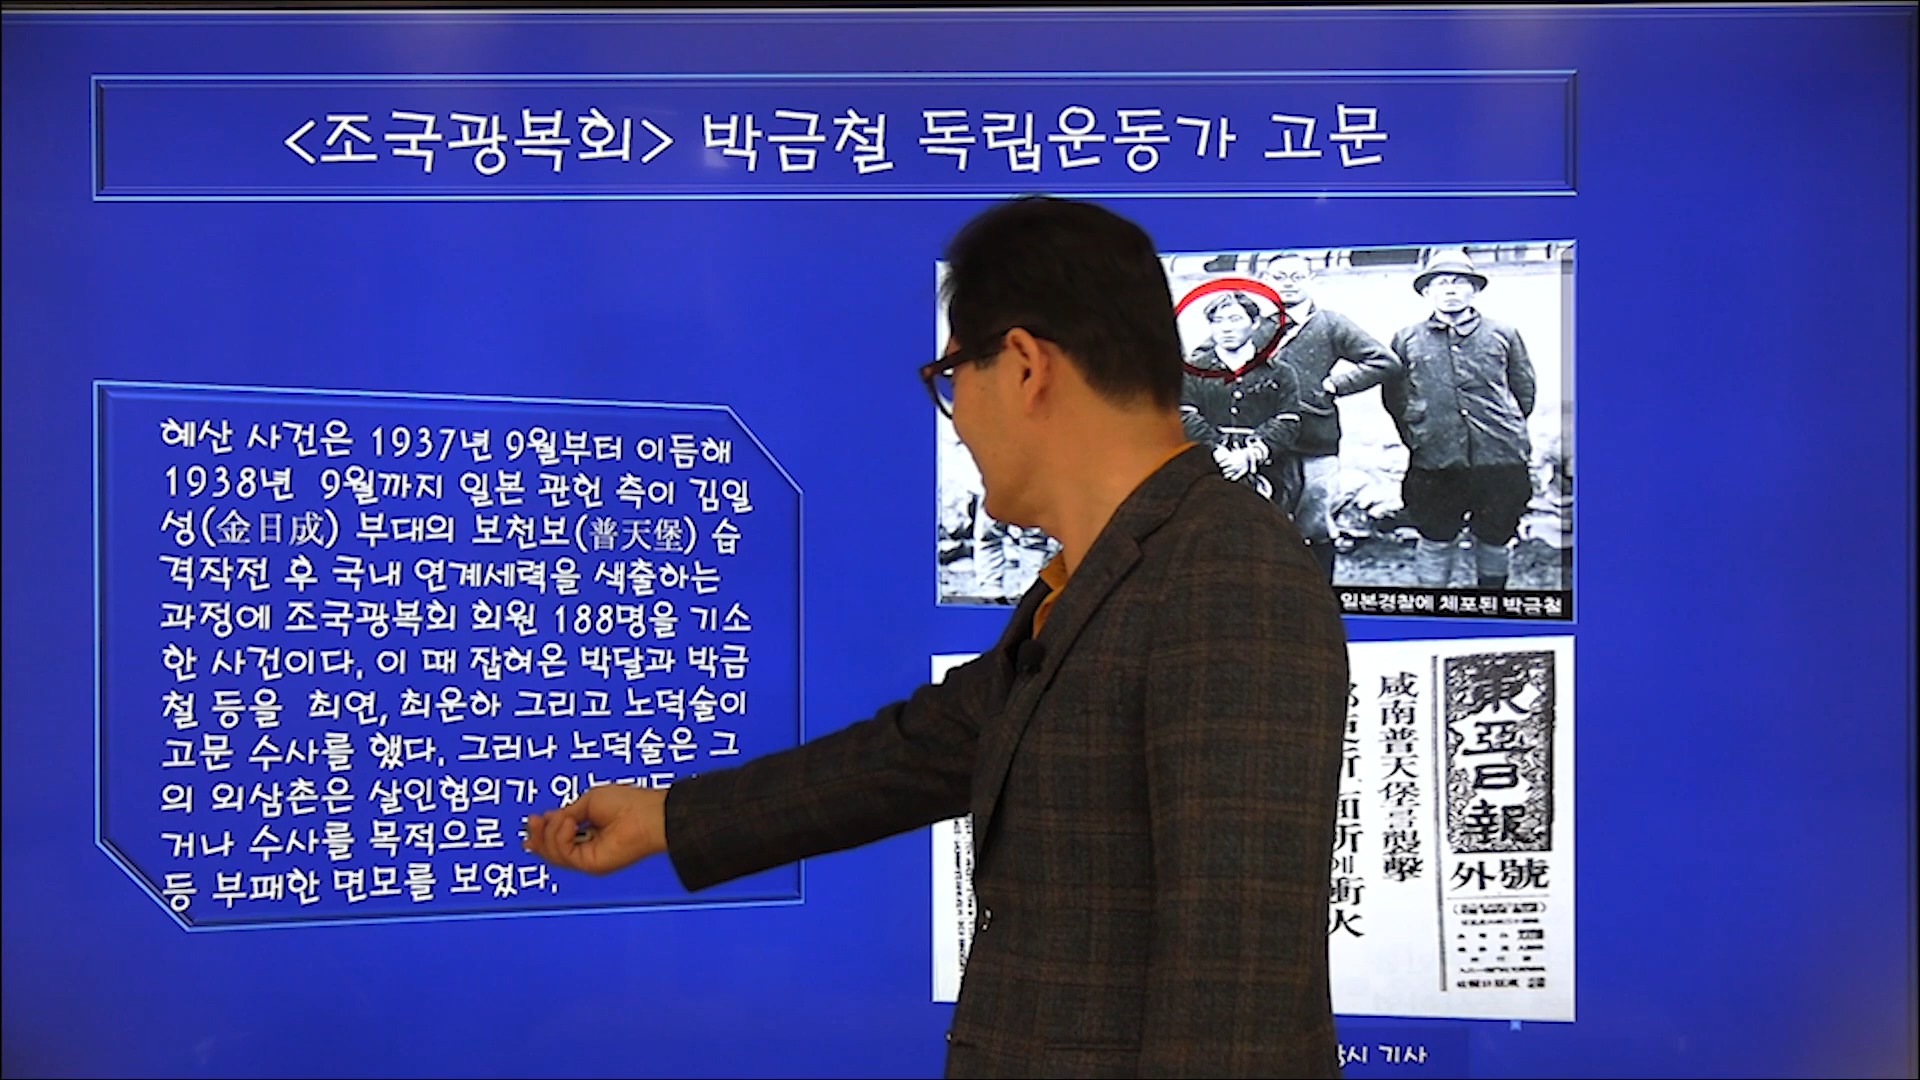 <조국광복회> 박금철 독립운동가 고문
혜산 사건은 1937년 9월부터 이듬해
1938년 9월까지 일본 관헌 측이 김일
성(金日成) 부대의 보천보(普天堡) 습
격작전 후 국내 연계세력을 색출하는
과정에 조국광복회 회원 188명을 기소
한 사건이다. 이 때 잡혀온 박달과 박금
철 등을 최연, 최운하 그리고 노덕술이
고문 수사를 했다. 그러나 노덕술은 그
의 외삼촌은 살인혐의가
거나 수사를 목적으로
등 부패한 면모를 보였다.
일본경찰에 체포된 박금철
東亞日報
外號
咸南普天堡를襲擊
기사